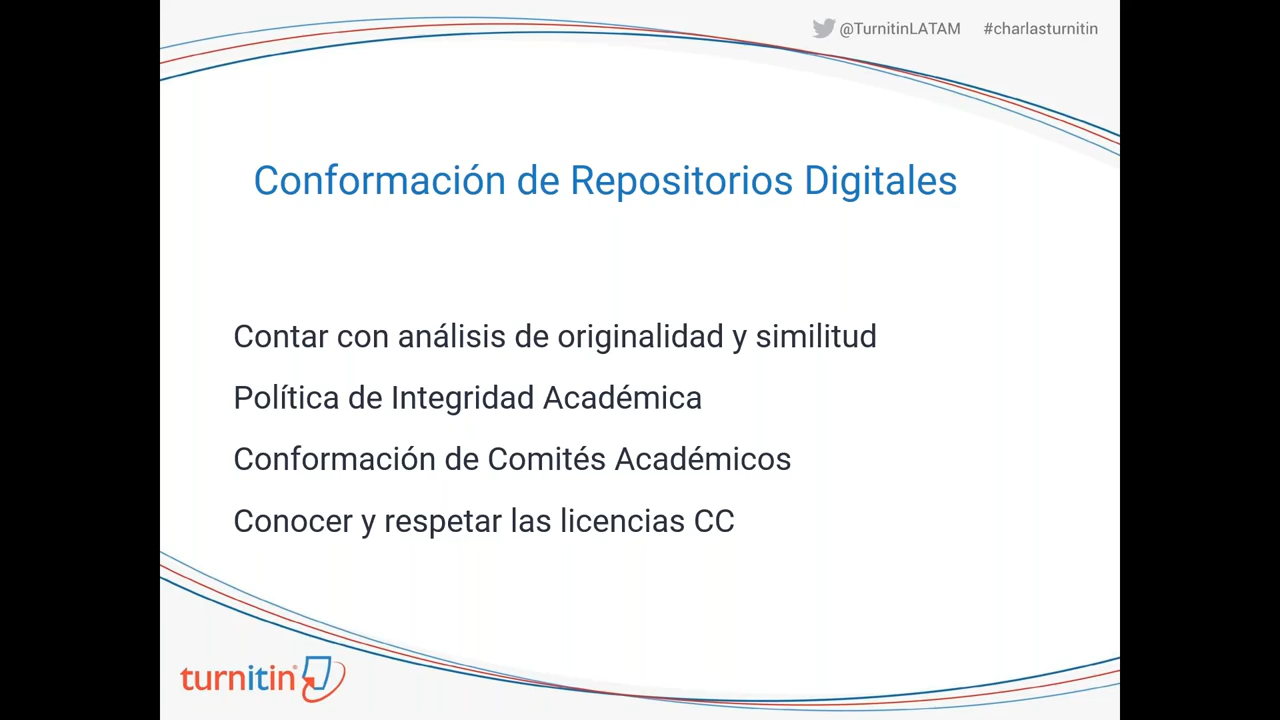 @TurnitinLATAM #charlasturnitin
Conformación de Repositorios Digitales
Contar con análisis de originalidad y similitud
Política de Integridad Académica
Conformación de Comités Académicos
Conocer y respetar las licencias CC
turnitin®